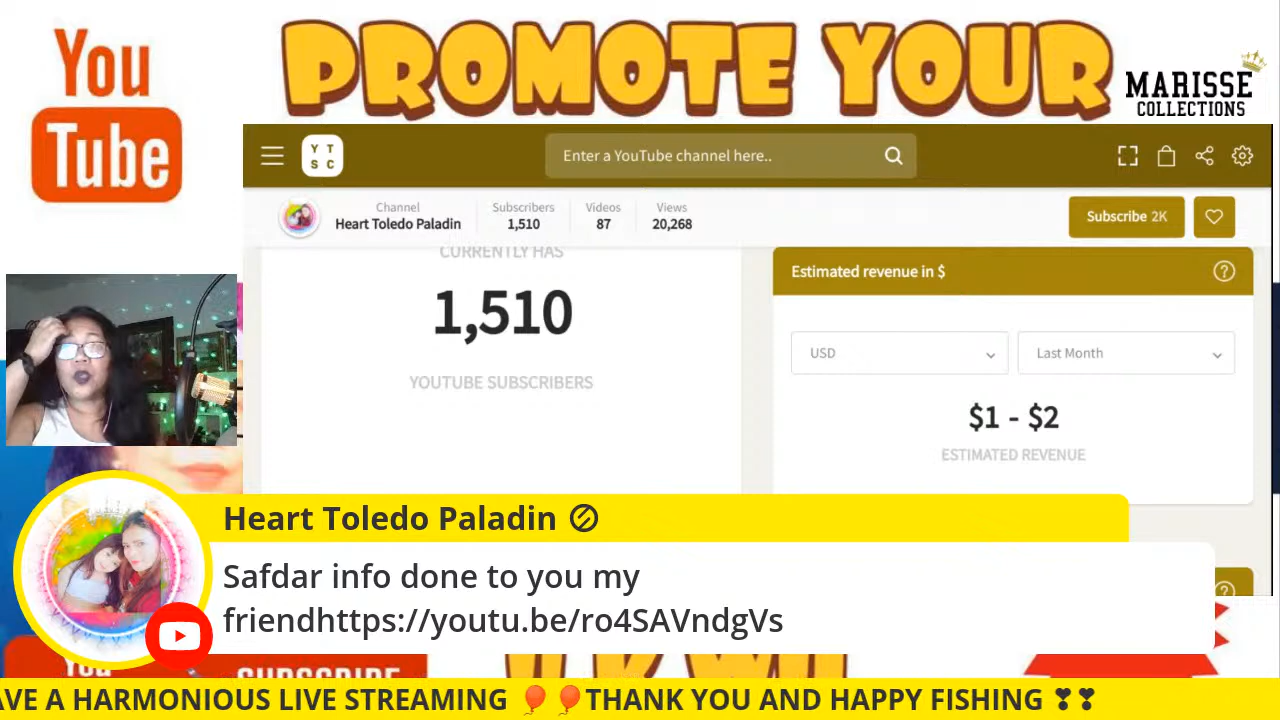 You
Tube
PROMOTE YOUR
MARISSE
COLLECTIONS
Y T
S C
Enter a YouTube channel here..
Channel
Heart Toledo Paladin
Subscribers
1,510
Videos
87
Views
20,268
Subscribe 2K
CURRENTLY HAS
1,510
YOUTUBE SUBSCRIBERS
Estimated revenue in $
USD
Last Month
$1 - $2
ESTIMATED REVENUE
Heart Toledo Paladin
Safdar info done to you my
friendhttps://youtu.be/ro4SAVndgVs
You
SUBSCRIBE
AVE A HARMONIOUS LIVE STREAMING 🎈🎈THANK YOU AND HAPPY FISHING ❣❣